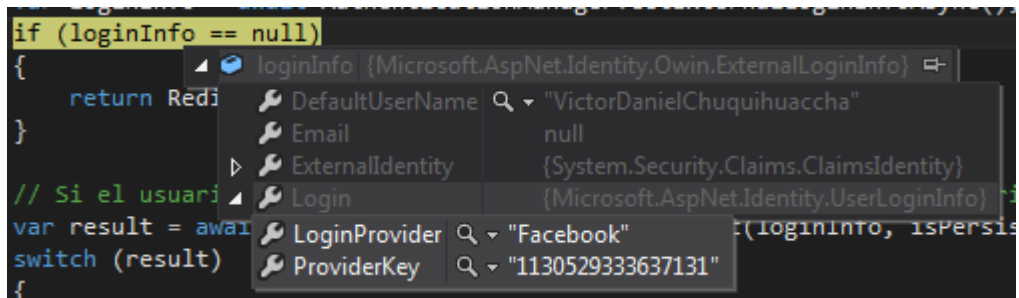 if (loginInfo == null)
{
loginInfo {Microsoft.AspNet.Identity.Owin.ExternalLoginInfo}
return Redi
DefaultUserName "VictorDanielChuquihuaccha"
} Email null
ExternalIdentity {System.Security.Claims.ClaimsIdentity}
// Si el usuari Login {Microsoft.AspNet.Identity.UserLoginInfo}
var result = awai LoginProvider "Facebook" t(loginInfo, isPersis
switch (result) ProviderKey "1130529333637131"
{